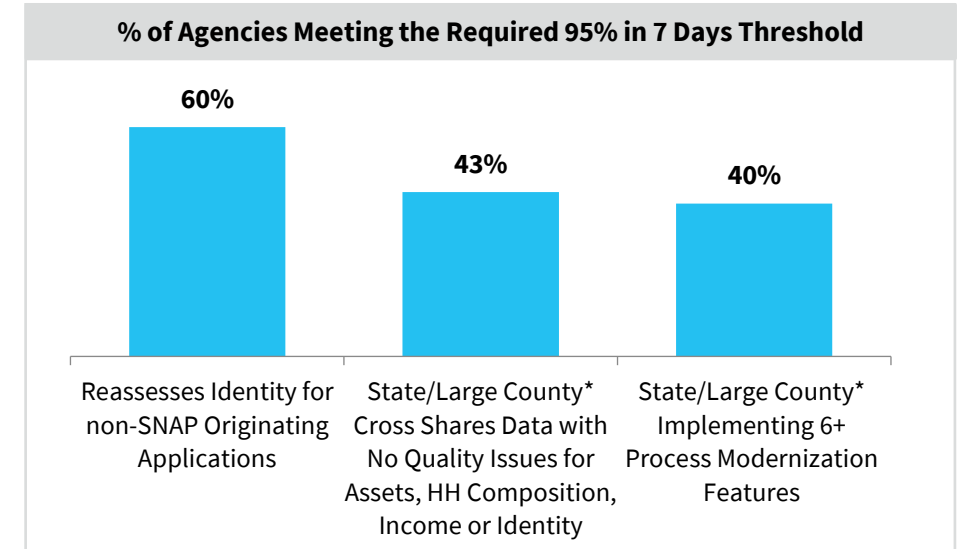 % of Agencies Meeting the Required 95% in 7 Days Threshold
60%
43%
40%
Reassesses Identity for
non-SNAP Originating
Applications
State/Large County*
Cross Shares Data with
No Quality Issues for
Assets, HH Composition,
Income or Identity
State/Large County*
Implementing 6+
Process Modernization
Features